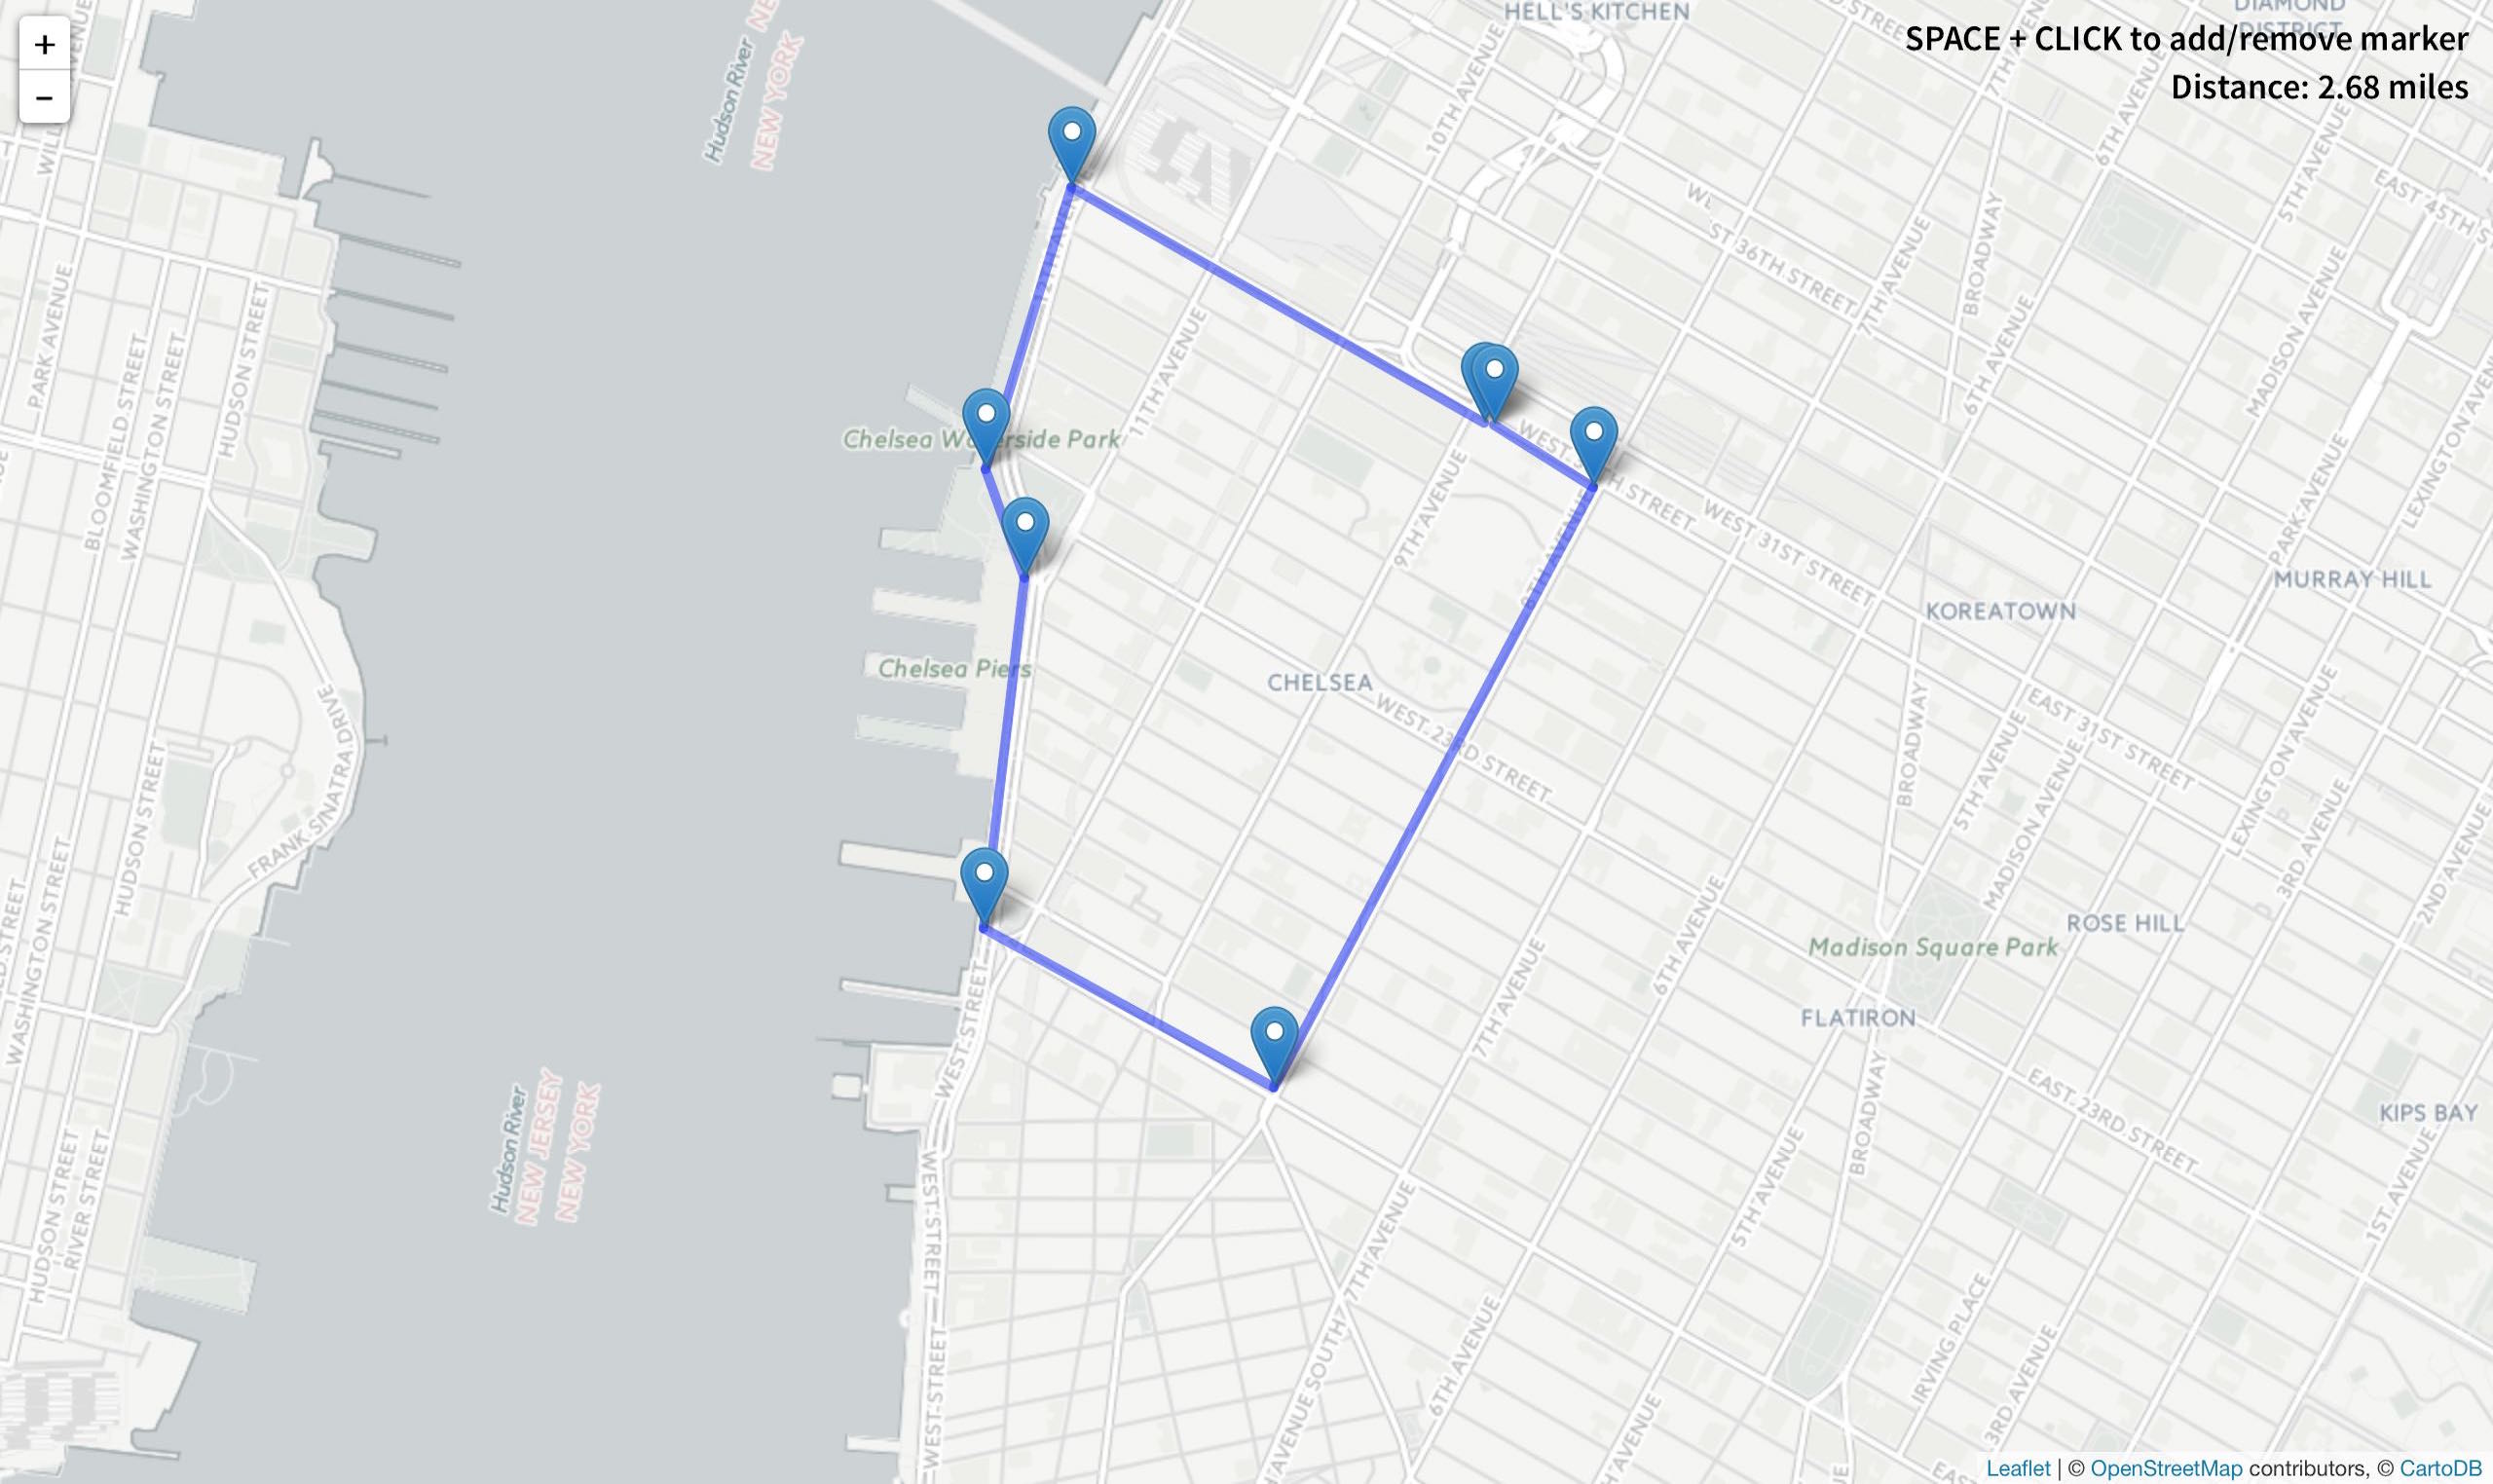 +
−
SPACE + CLICK to add/remove marker
Distance: 2.68 miles
HELL'S KITCHEN
DIAMOND
DISTRICT
Hudson River
NEW YORK
10TH AVENUE
7TH AVENUE
6TH AVENUE
5TH AVENUE
EAST 45TH S
ST 36TH STREET
7TH AVENUE
BROADWAY
6TH AVENUE
MADISON AVENUE
PARK AVENUE
HUDSON STREET
BLOOMFIELD STREET
WASHINGTON STREET
11TH AVENUE
Chelsea Waterside Park
9TH AVENUE
8TH AVENUE
WEST 30TH STREET
WEST 31ST STREET
PARK AVENUE
LEXINGTON AVEN
MURRAY HILL
KOREATOWN
Chelsea Piers
CHELSEA
WEST 23RD STREET
BROADWAY
5TH AVENUE
MADISON AVENUE
EAST 31ST STREET
LEXINGTON AVENUE
3RD AVENUE
2ND AVENUE
FRANK SINATRA DRIVE
HUDSON STREET
WASHINGTON STREET
D STREET
WEST STREET
7TH AVENUE
6TH AVENUE
Madison Square Park
ROSE HILL
FLATIRON
BROADWAY
EAST 23RD STREET
KIPS BAY
1ST AVENUE
Hudson River
NEW JERSEY
NEW YORK
HUDSON STREET
RIVER STREET
WEST STREET
WEST STREET
7TH AVENUE SOUTH
7TH AVENUE
6TH AVENUE
5TH AVENUE
IRVING PLACE
3RD AVENUE
Leaflet | © OpenStreetMap contributors, © CartoDB